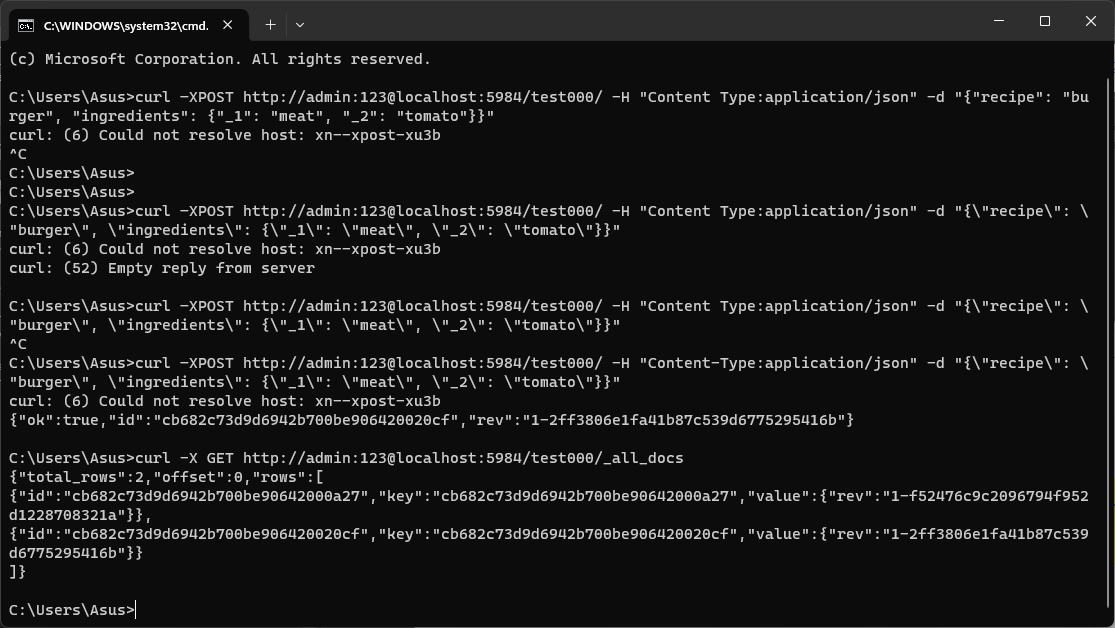 C:\WINDOWS\system32\cmd.
(c) Microsoft Corporation. All rights reserved.
C:\Users\Asus>curl –XPOST http://admin:123@localhost:5984/test000/ -H "Content Type:application/json" -d "{"recipe": "bu
rger", "ingredients": {"_1": "meat", "_2": "tomato"}}"
curl: (6) Could not resolve host: xn--xpost-xu3b
^C
C:\Users\Asus>
C:\Users\Asus>
C:\Users\Asus>curl –XPOST http://admin:123@localhost:5984/test000/ -H "Content Type:application/json" -d "{\"recipe\": \
"burger\", \"ingredients\": {\"_1\": \"meat\", \"_2\": \"tomato\"}}"
curl: (6) Could not resolve host: xn--xpost-xu3b
curl: (52) Empty reply from server
C:\Users\Asus>curl –XPOST http://admin:123@localhost:5984/test000/ -H "Content Type:application/json" -d "{\"recipe\": \
"burger\", \"ingredients\": {\"_1\": \"meat\", \"_2\": \"tomato\"}}"
^C
C:\Users\Asus>curl –XPOST http://admin:123@localhost:5984/test000/ -H "Content-Type:application/json" -d "{\"recipe\": \
"burger\", \"ingredients\": {\"_1\": \"meat\", \"_2\": \"tomato\"}}"
curl: (6) Could not resolve host: xn--xpost-xu3b
{"ok":true,"id":"cb682c73d9d6942b700be906420020cf","rev":"1-2ff3806e1fa41b87c539d6775295416b"}
C:\Users\Asus>curl -X GET http://admin:123@localhost:5984/test000/_all_docs
{"total_rows":2,"offset":0,"rows":[
{"id":"cb682c73d9d6942b700be90642000a27","key":"cb682c73d9d6942b700be90642000a27","value":{"rev":"1-f52476c9c2096794f952
d1228708321a"}},
{"id":"cb682c73d9d6942b700be906420020cf","key":"cb682c73d9d6942b700be906420020cf","value":{"rev":"1-2ff3806e1fa41b87c539
d6775295416b"}}
]}
C:\Users\Asus>